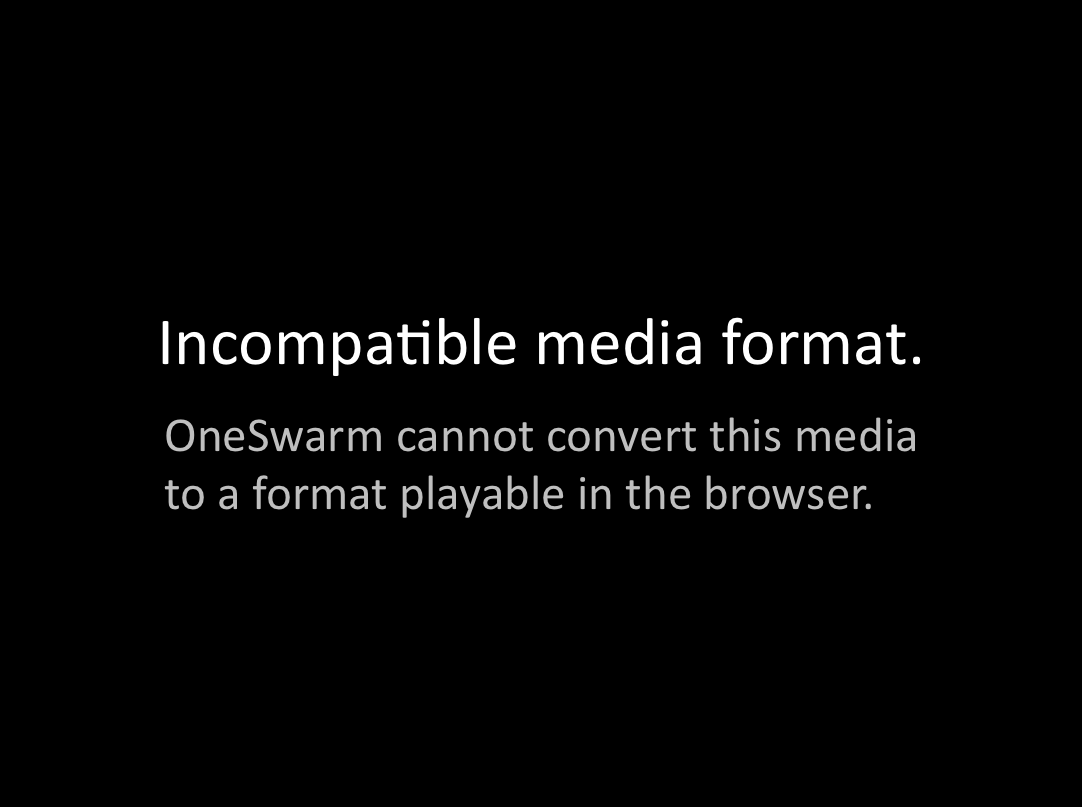 Incompatible media format.
OneSwarm cannot convert this media
to a format playable in the browser.